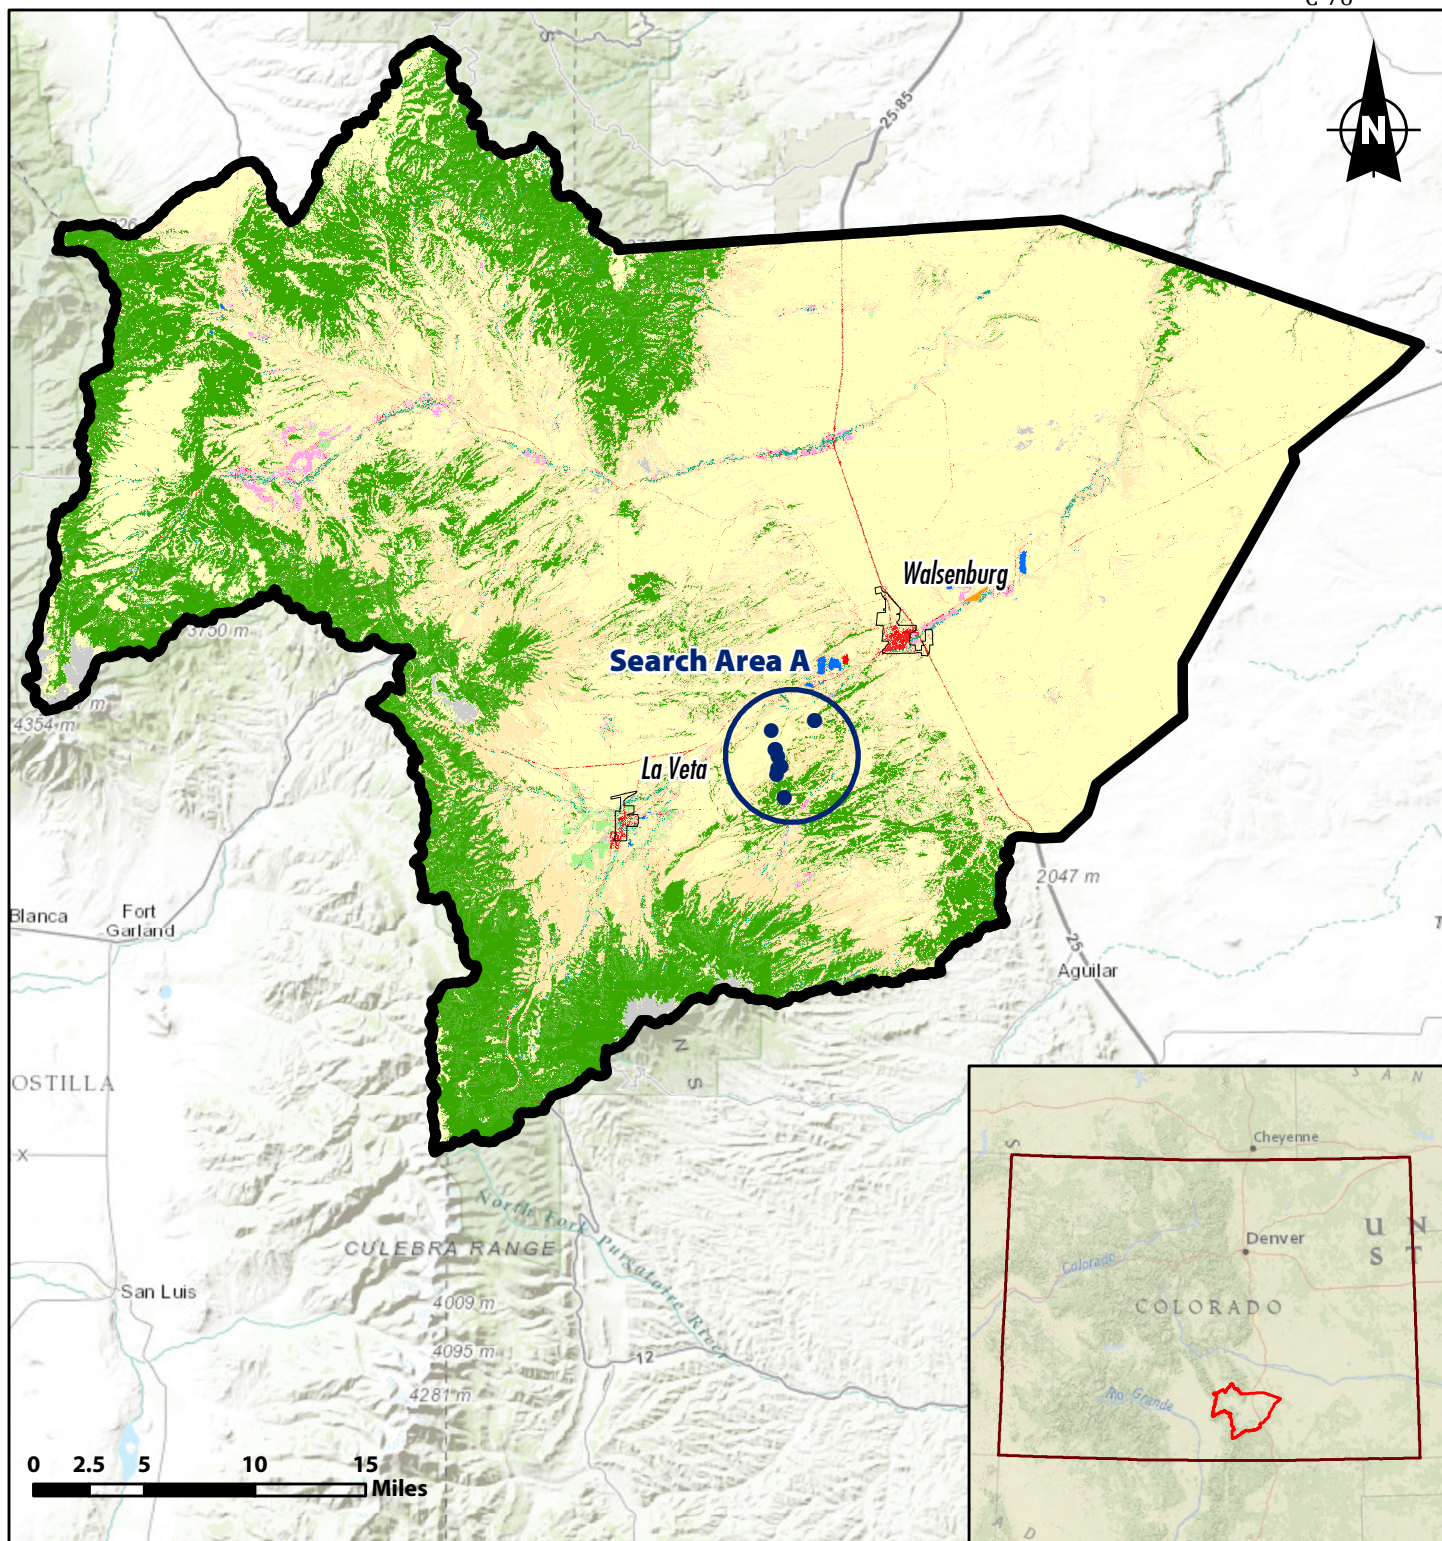 C-78
25-85
N
Walsenburg
Search Area A
3750 m
m
4354 m
La Veta
2047 m
Blanca
Fort
Garland
25
Aguilar
N
S
OSTILLA
S A N
S
Cheyenne
X
North Fork Purgatoire River
U N
S T
Denver
Colorado
CULEBRA RANGE
San Luis
4009 m
COLORADO
4095 m
12
4281 m
Rio Grande
0 2.5 5 10 15
Miles
A D